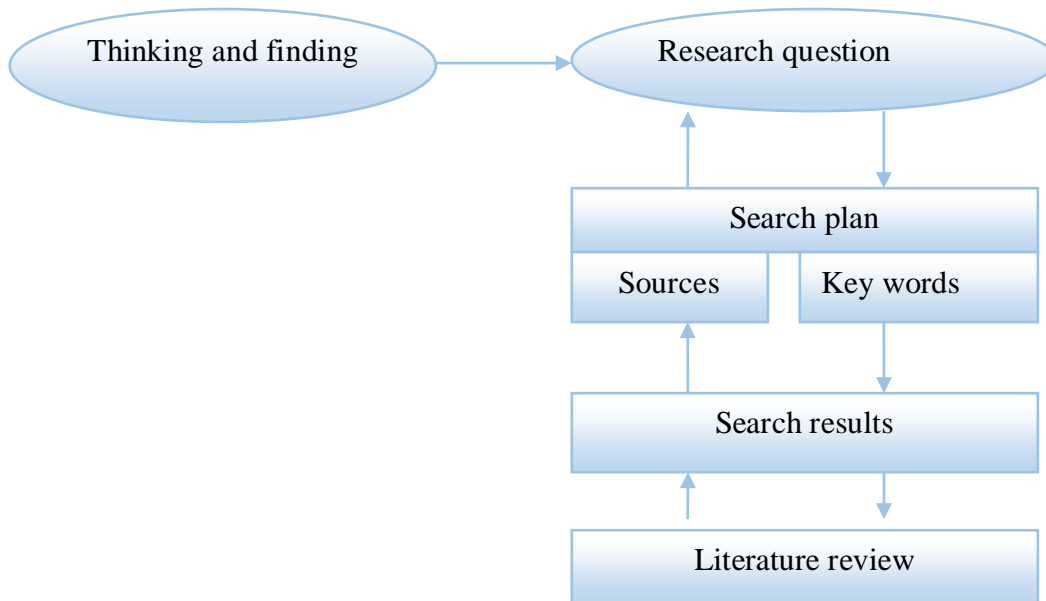 Thinking and finding
Research question
Search plan
Sources
Key words
Search results
Literature review